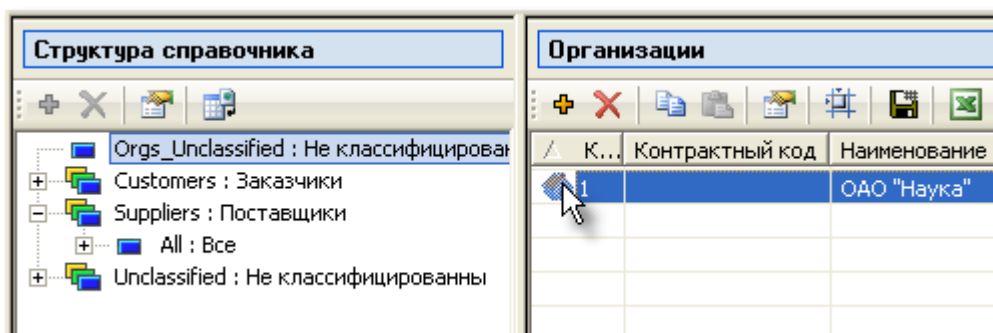 Структура справочника
Orgs_Unclassified : Не классифицирован
Customers : Заказчики
Suppliers : Поставщики
All : Все
Unclassified : Не классифицированны
Организации
К... Контрактный код Наименование
1 ОАО "Наука"